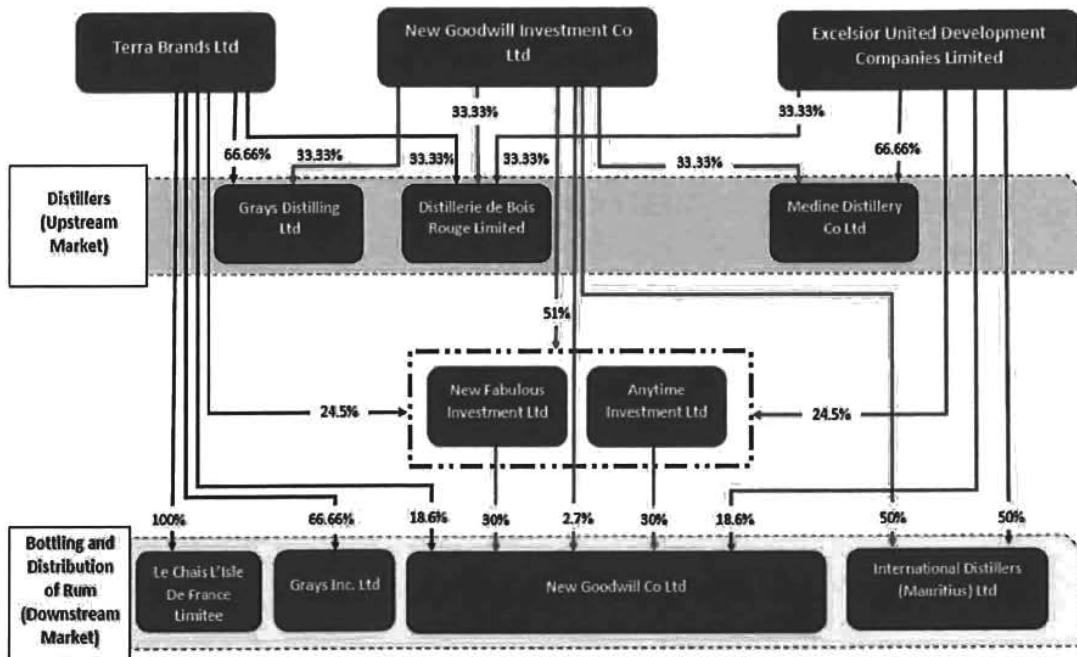 Terra Brands Ltd
New Goodwill Investment Co
Ltd
Excelsior United Development
Companies Limited
33.33%
33.33%
66.66%
33.33%
33.33%
33.33%
33.33%
66.66%
Distillers
(Upstream
Market)
Grays Distilling
Ltd
Distillerie de Bois
Rouge Limited
Medine Distillery
Co Ltd
51%
New Fabulous
Investment Ltd
Anytime
Investment Ltd
24.5%
24.5%
100%
66.66%
18.6%
30%
2.7%
30%
18.6%
50%
50%
Bottling and
Distribution
of Rum
(Downstream
Market)
Le Chais L'Isle
De France
Limitee
Grays Inc. Ltd
New Goodwill Co Ltd
International Distillers
(Mauritius) Ltd